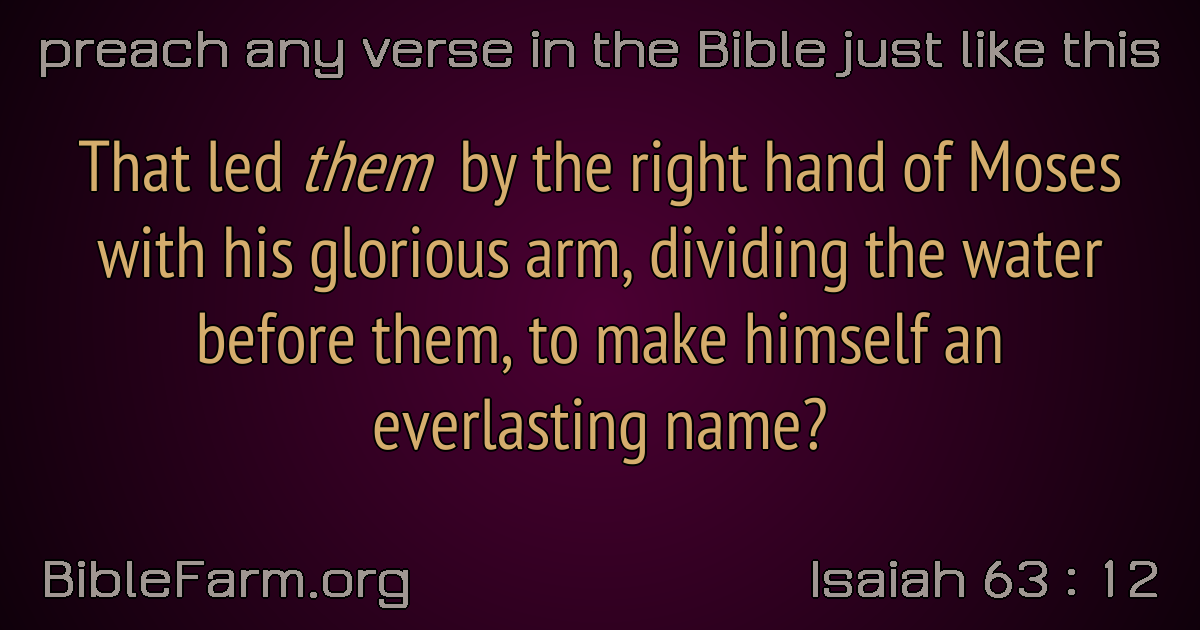 preach any verse in the Bible just like this
That led them by the right hand of Moses
with his glorious arm, dividing the water
before them, to make himself an
everlasting name?
BibleFarm.org
Isaiah 63 : 12